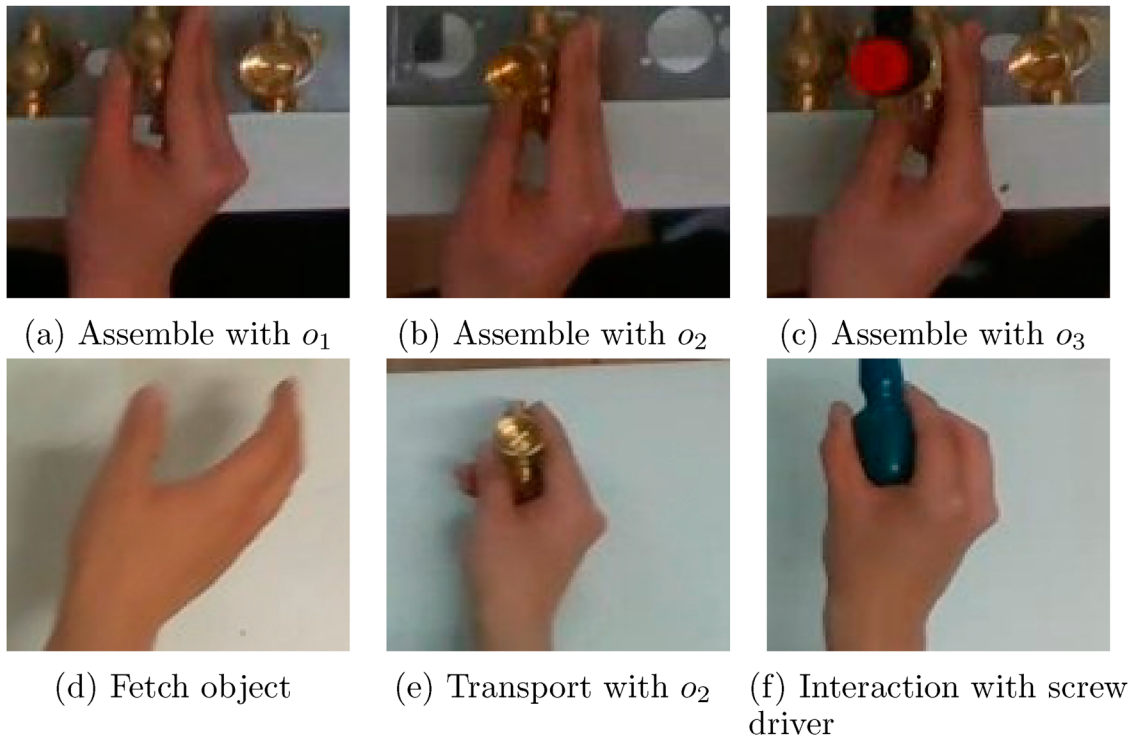 (a) Assemble with o₁
(b) Assemble with o₂
(c) Assemble with o₃
(d) Fetch object
(e) Transport with o₂
(f) Interaction with screw
driver